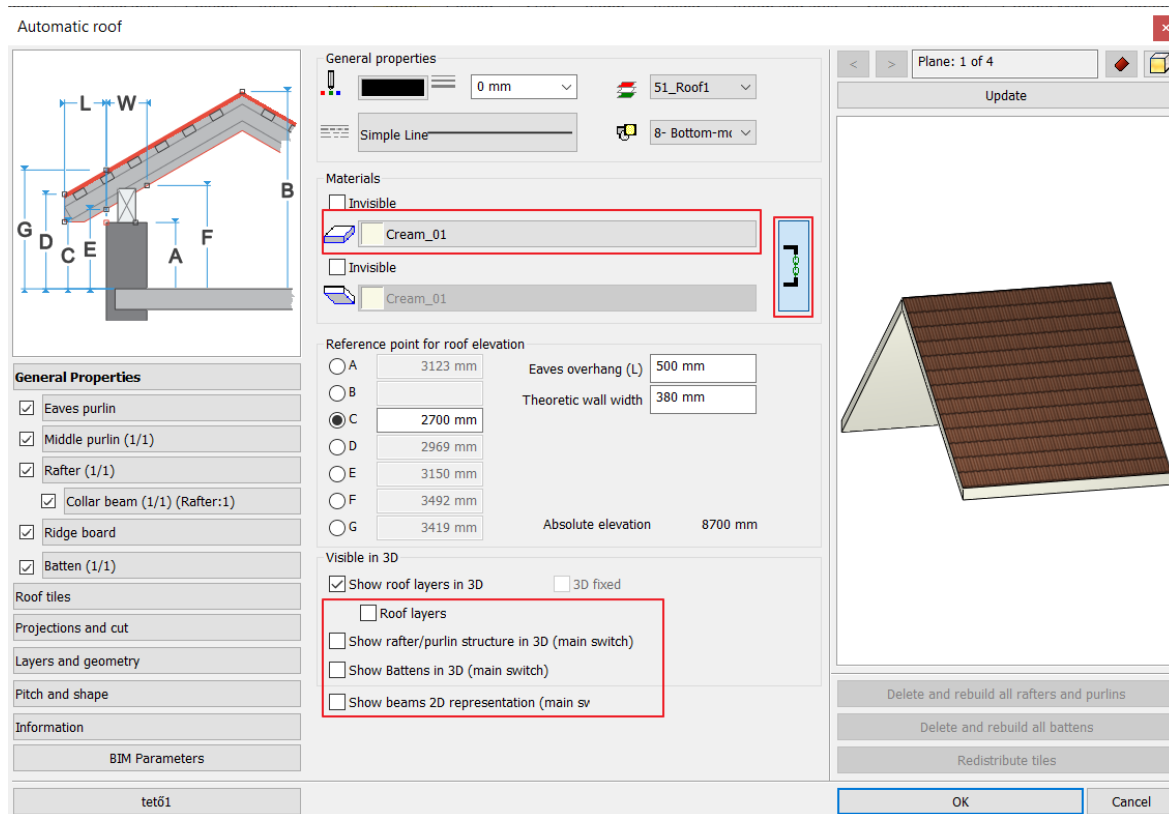 Automatic roof
L
W
B
G
D
C
E
A
F
General Properties
Eaves purlin
Middle purlin (1/1)
Rafter (1/1)
Collar beam (1/1) (Rafter:1)
Ridge board
Batten (1/1)
Roof tiles
Projections and cut
Layers and geometry
Pitch and shape
Information
BIM Parameters
tető1
General properties
0 mm
51_Roof1
Simple Line
8- Bottom-mo
Materials
Invisible
Cream_01
Invisible
Cream_01
Reference point for roof elevation
A 3123 mm
Eaves overhang (L) 500 mm
B
Theoretic wall width 380 mm
C 2700 mm
D 2969 mm
E 3150 mm
F 3492 mm
G 3419 mm
Absolute elevation 8700 mm
Visible in 3D
Show roof layers in 3D
3D fixed
Roof layers
Show rafter/purlin structure in 3D (main switch)
Show Battens in 3D (main switch)
Show beams 2D representation (main sv
< > Plane: 1 of 4
Update
Delete and rebuild all rafters and purlins
Delete and rebuild all battens
Redistribute tiles
OK
Cancel